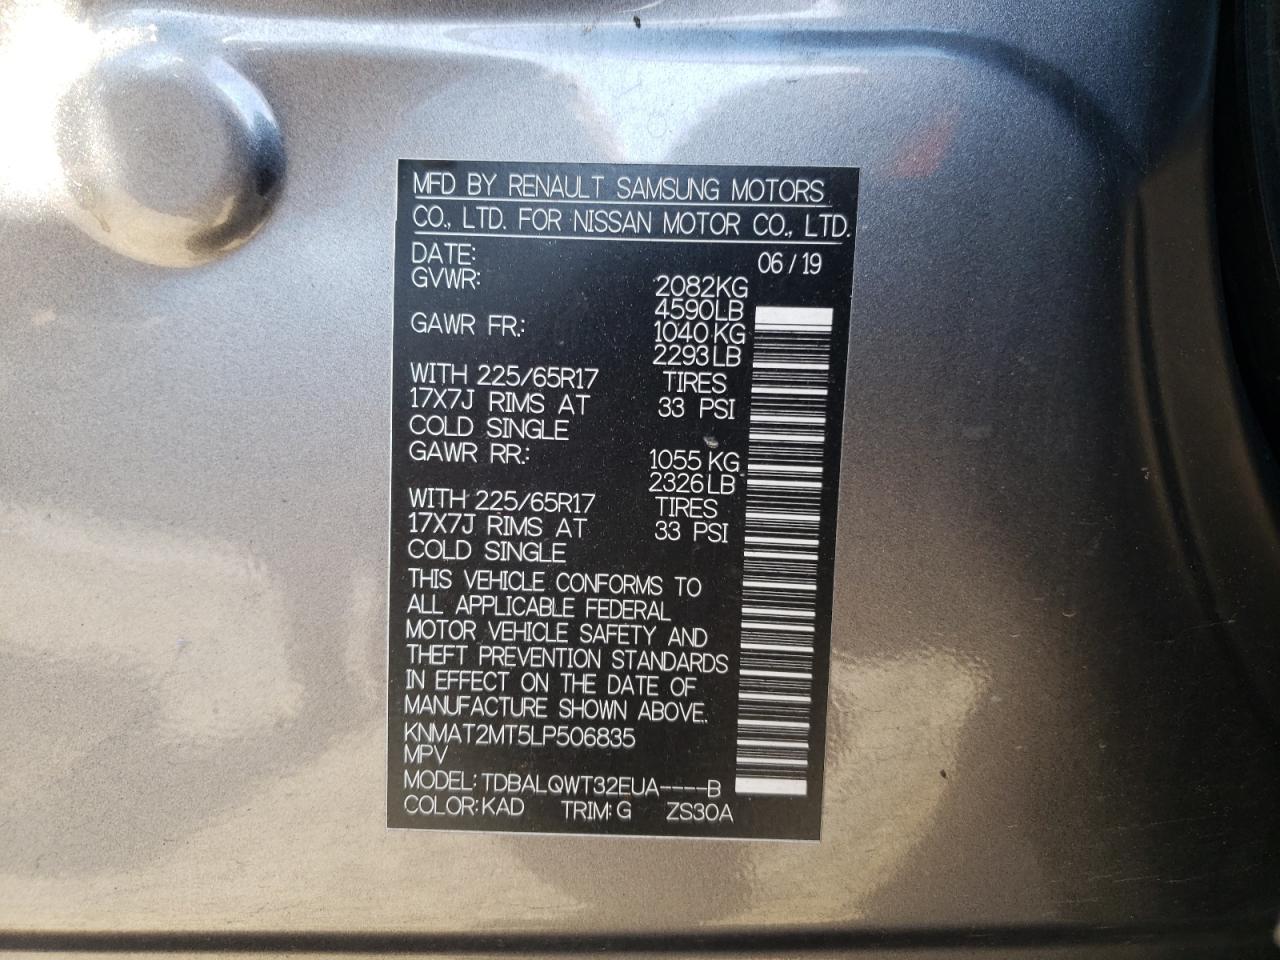 MFD BY RENAULT SAMSUNG MOTORS
CO., LTD. FOR NISSAN MOTOR CO., LTD.
DATE: 06/19
GVWR: 2082KG
4590LB
GAWR FR.: 1040KG
2293LB
WITH 225/65R17 TIRES
17X7J RIMS AT 33 PSI
COLD SINGLE
GAWR RR.: 1055KG
2326LB
WITH 225/65R17 TIRES
17X7J RIMS AT 33 PSI
COLD SINGLE
THIS VEHICLE CONFORMS TO
ALL APPLICABLE FEDERAL
MOTOR VEHICLE SAFETY AND
THEFT PREVENTION STANDARDS
IN EFFECT ON THE DATE OF
MANUFACTURE SHOWN ABOVE.
KNMAT2MT5LP506835
MPV
MODEL: TDBALQWT32EUA----B
COLOR: KAD TRIM: G ZS30A